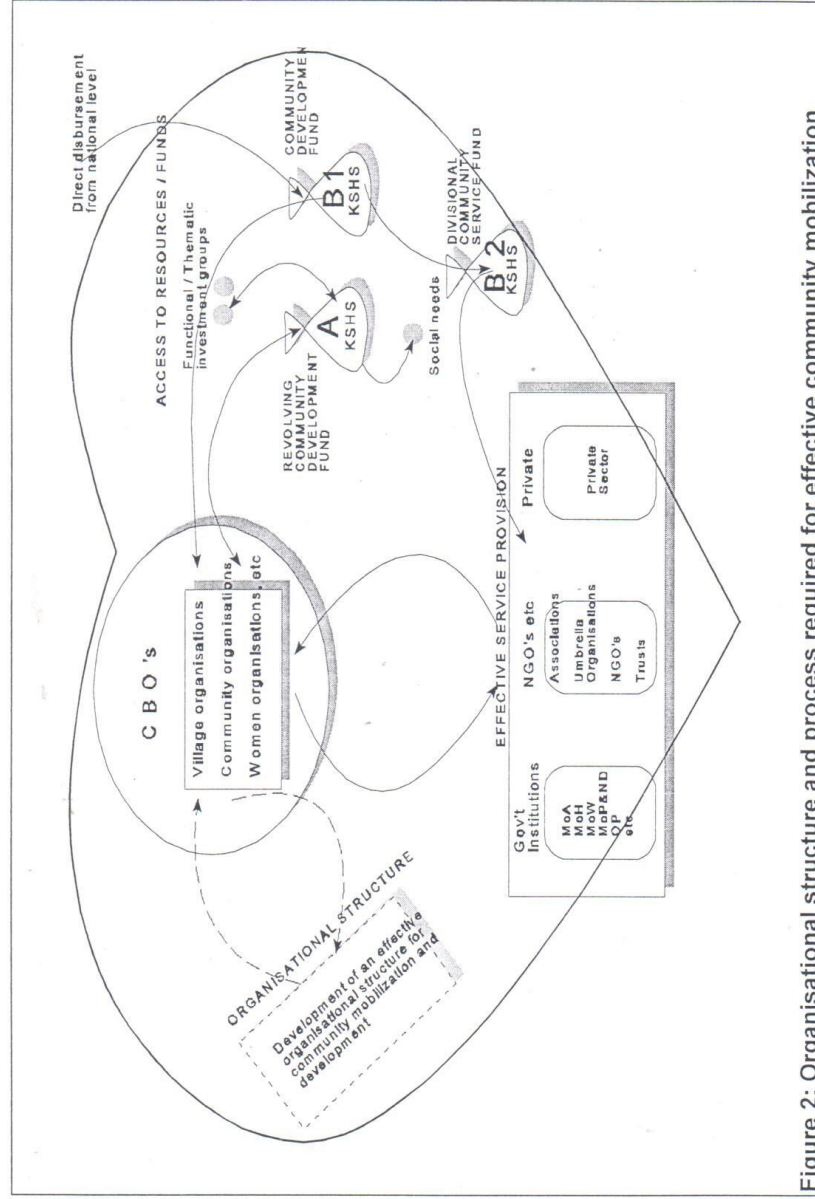 Direct disbursement
from national level
ACCESS TO RESOURCES / FUNDS
Functional / Thematic
investment groups
COMMUNITY
DEVELOPMEN
FUND
B1
KSHS
A
KSHS
REVOLVING
COMMUNITY
DEVELOPMENT
FUND
Social needs
DIVISIONAL
COMMUNITY
SERVICE FUND
B 2
KSHS
CBO's
Village organisations
Community organisations
Women organisations, etc
ORGANISATIONAL STRUCTURE
Development of an effective
organisational structure for
community mobilization and
development
EFFECTIVE SERVICE PROVISION
Gov't
Institutions
MoA
MoH
MoW
MoP&ND
OP
etc
NGO's etc
Associations
Umbrella
Organisations
NGO's
Trusts
Private
Private
Sector
Figure 2: Organisational structure and process required for effective community mobilization